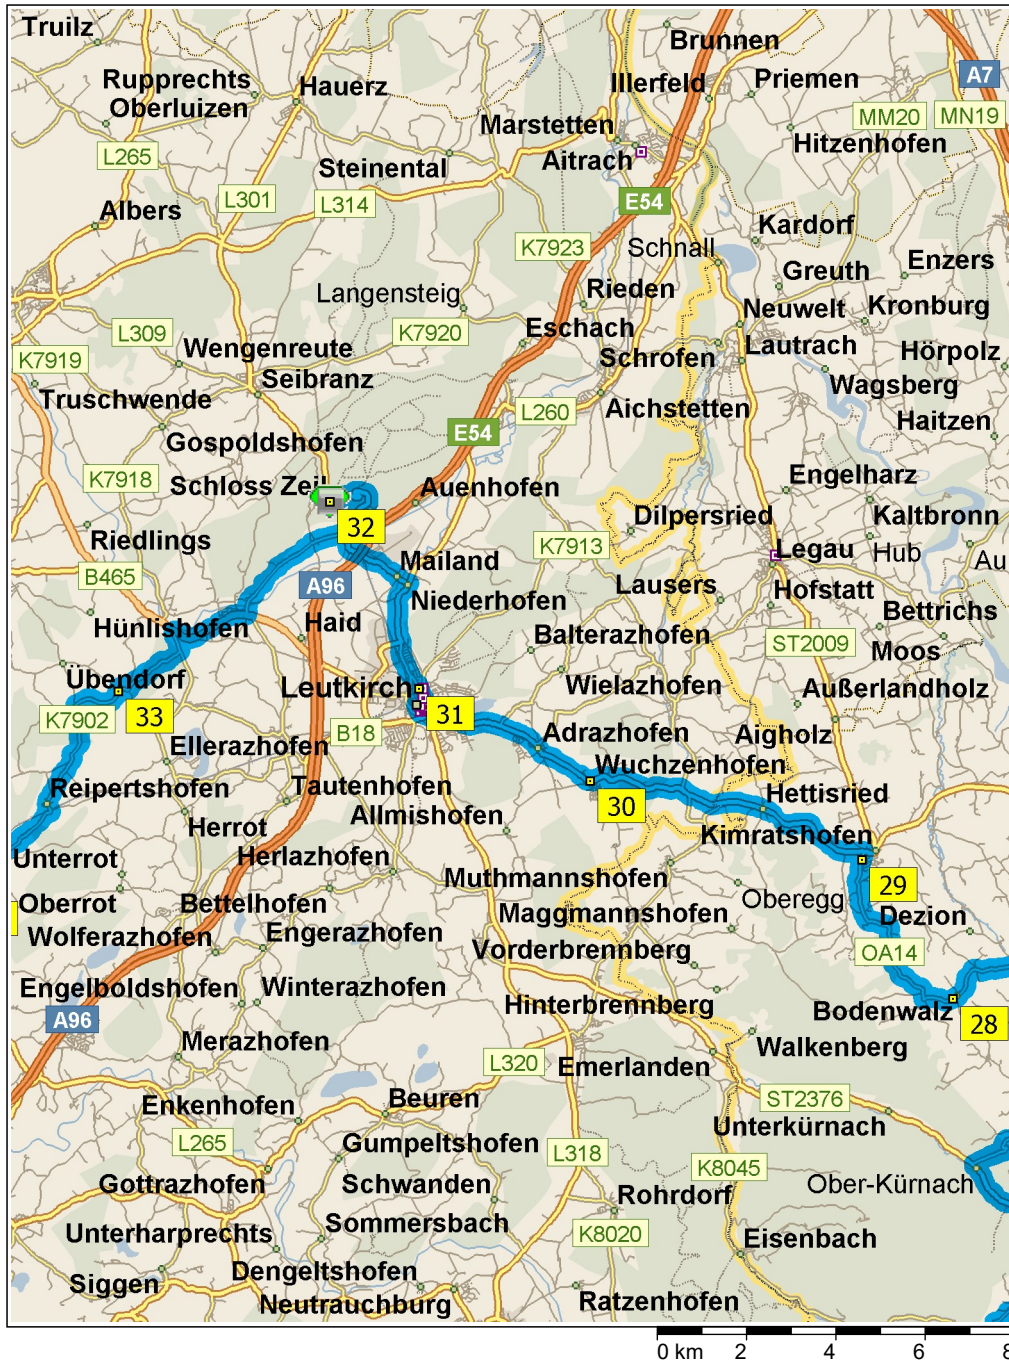 Truilz
Brunnen
Rupprechts
Hauerz
Illerfeld
Priemen
A7
Oberluizen
MM20
MN19
Marstetten
Hitzenhofen
L265
Steinental
Aitrach
L301
L314
E54
Albers
Kardorf
K7923
Schnall
Enzers
Greuth
Langensteig
Rieden
Neuwelt
Kronburg
L309
K7920
Eschach
K7919
Wengenreute
Schrofen
Lautrach
Hörpolz
Seibranz
Wagsberg
Truschwende
L260
Aichstetten
Haitzen
Gospoldshofen
E54
K7918
Schloss Zeil
Auenhofen
Engelharz
Dilpersried
Kaltbronn
32
Riedlings
K7913
Legau
Hub
Au
Mailand
B465
A96
Lausers
Hofstatt
Niederhofen
Bettrichs
Hünlishofen
Haid
Balterazhofen
ST2009
Moos
Übendorf
Leutkirch
Wielazhofen
Außerlandholz
K7902
33
31
B18
Adrazhofen
Aigholz
Ellerazhofen
Wuchzenhofen
Reipertshofen
Tautenhofen
30
Hettisried
Herrot
Allmishofen
Kimratshofen
Unterrot
Herlazhofen
Muthmannshofen
29
Oberrot
Bettelhofen
Oberegg
Maggmannshofen
Dezion
Wolferazhofen
Engerazhofen
Vorderbrennberg
OA14
Engelboldshofen
Winterazhofen
Hinterbrennberg
Bodenwalz
A96
28
Merazhofen
Walkenberg
L320
Emerlanden
Enkenhofen
Beuren
ST2376
Unterkürnach
L265
Gumpeltshofen
L318
K8045
Gottrazhofen
Schwanden
Ober-Kürnach
Rohrdorf
Unterharprechts
Sommersbach
K8020
Eisenbach
Siggen
Dengeltshofen
Neutrauchburg
Ratzenhofen
0 km 2 4 6 8